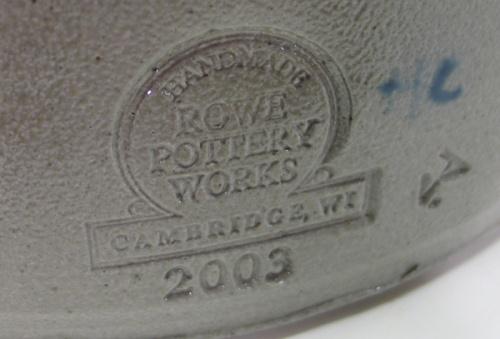 HANDMADE
ROWE
POTTERY
WORKS
CAMBRIDGE, WI
2003